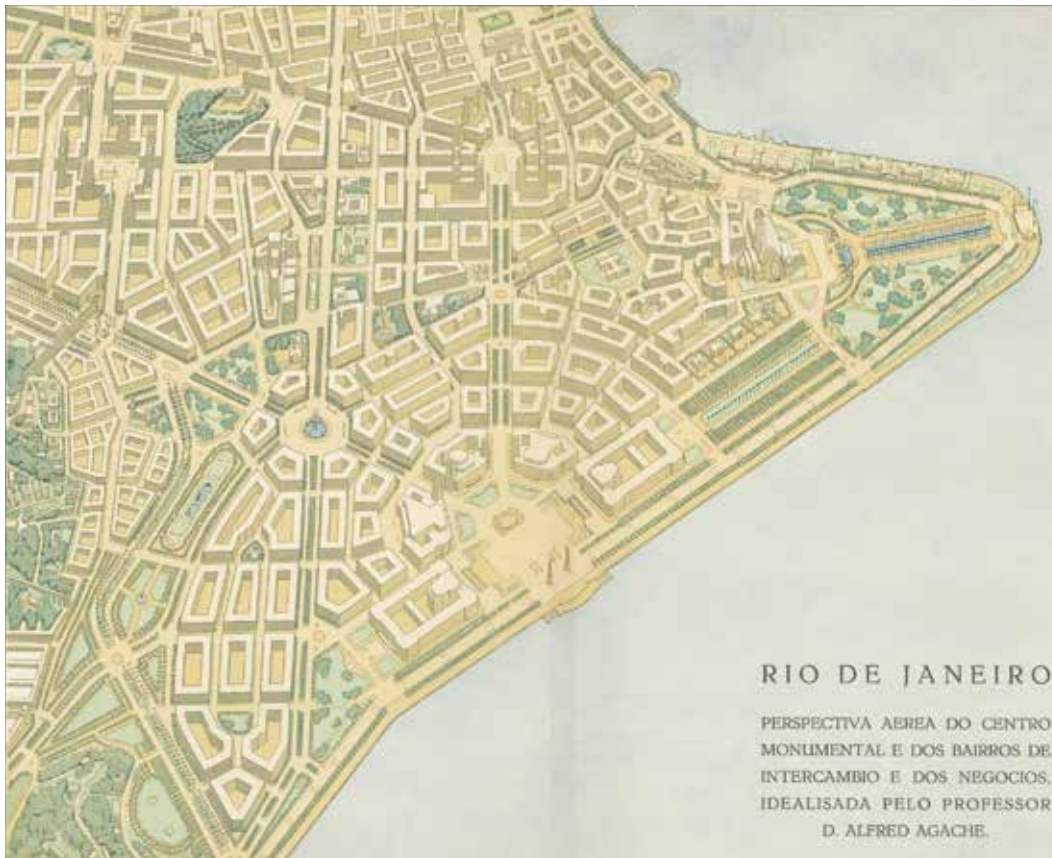 RIO DE JANEIRO
PERSPECTIVA AEREA DO CENTRO
MONUMENTAL E DOS BAIRROS DE
INTERCAMBIO E DOS NEGOCIOS,
IDEALISADA PELO PROFESSOR
D. ALFRED AGACHE.